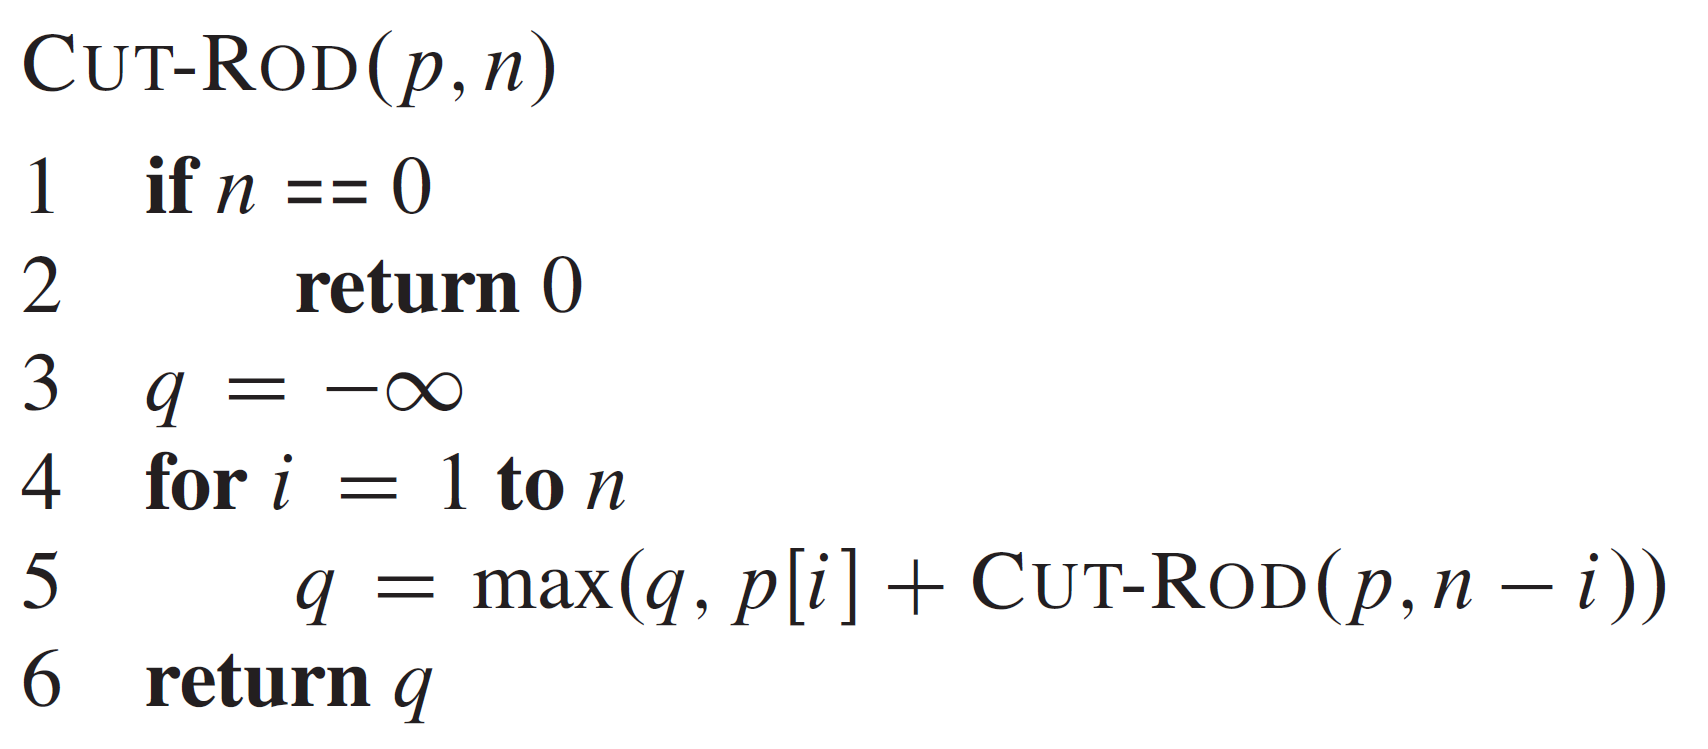 CUT-ROD(p, n)
1 if n == 0
2 return 0
3 q = −∞
4 for i = 1 to n
5 q = max(q, p[i] + CUT-ROD(p, n − i))
6 return q